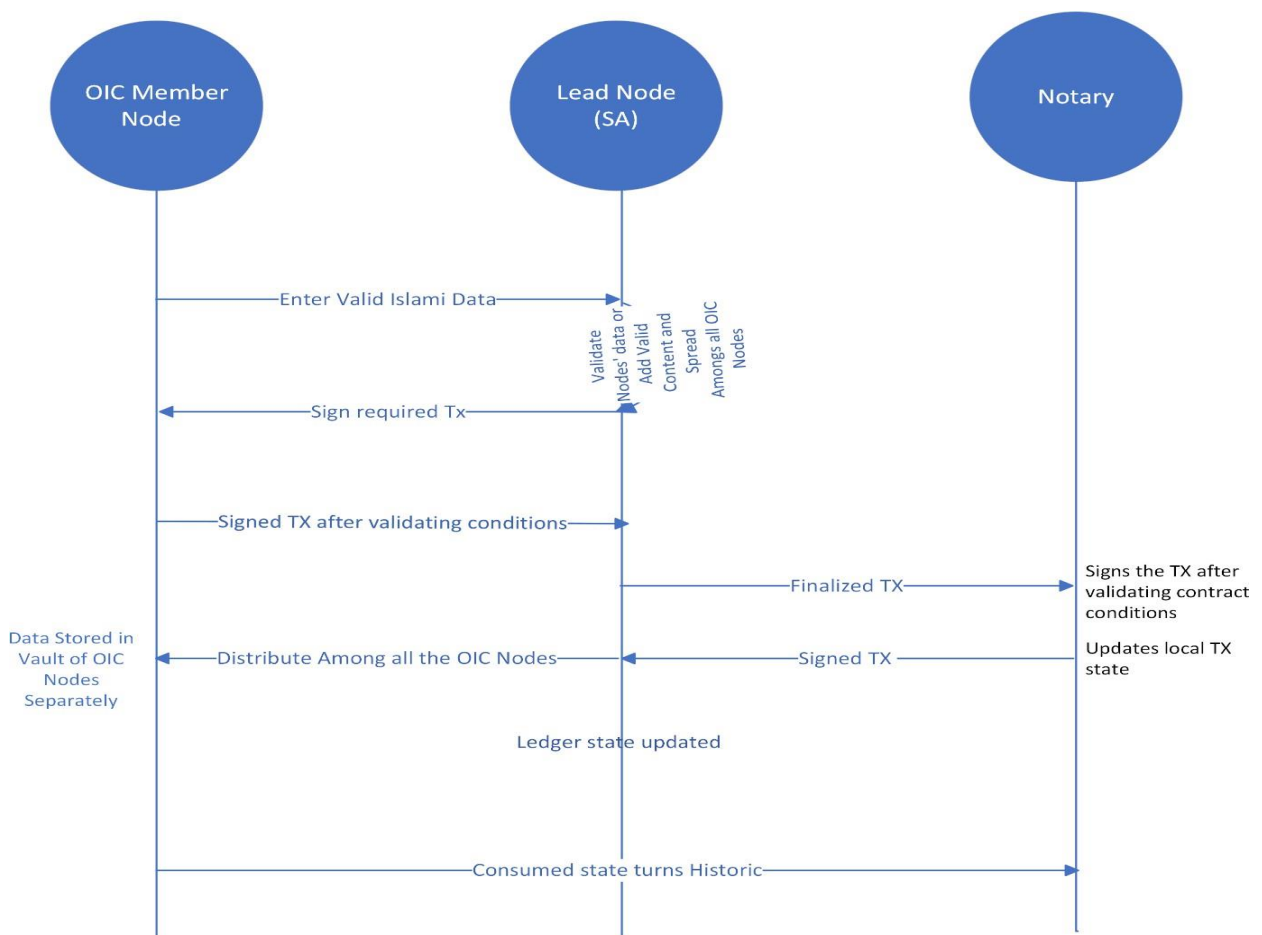 OIC Member
Node
Lead Node
(SA)
Notary
Enter Valid Islami Data
Validate
Nodes' data or
Add Valid
Content and
Spread
Amongs all OIC
Nodes
Sign required Tx
Signed TX after validating conditions
Finalized TX
Signs the TX after
validating contract
conditions
Data Stored in
Vault of OIC
Nodes
Separately
Distribute Among all the OIC Nodes
Signed TX
Updates local TX
state
Ledger state updated
Consumed state turns Historic